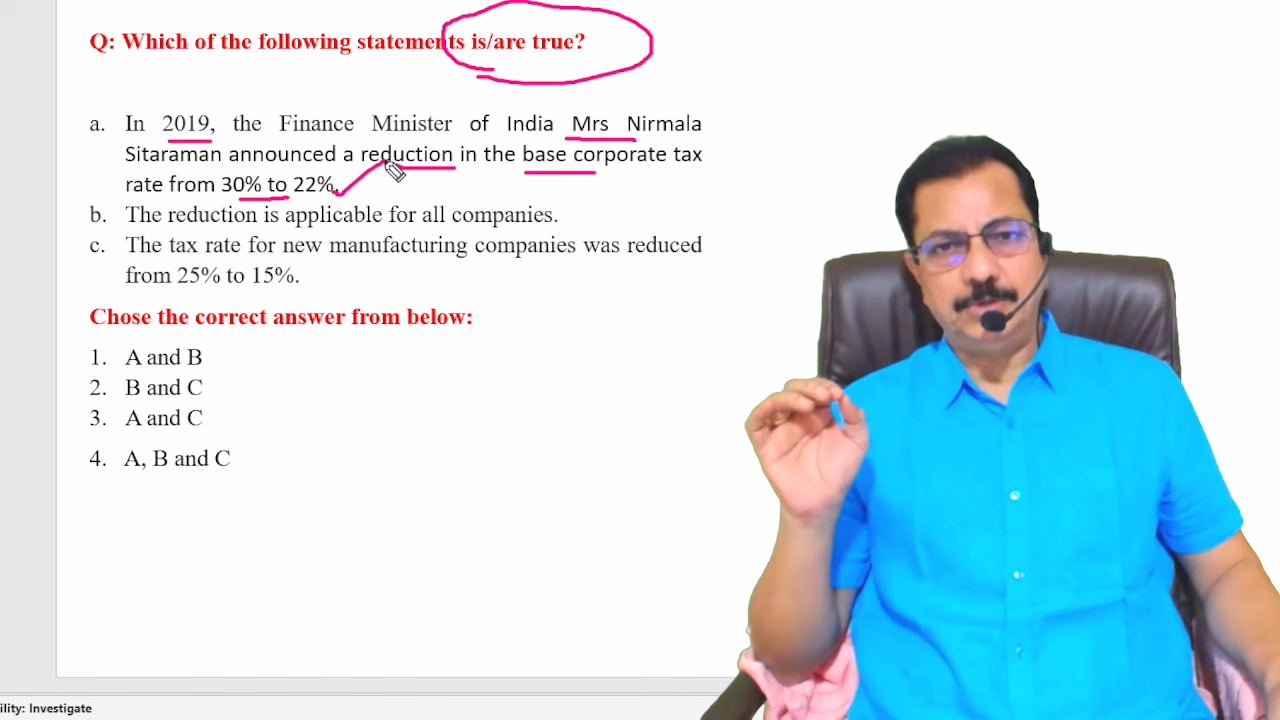 Q: Which of the following statements is/are true?
a. In 2019, the Finance Minister of India Mrs Nirmala
Sitaraman announced a reduction in the base corporate tax
rate from 30% to 22%.
b. The reduction is applicable for all companies.
c. The tax rate for new manufacturing companies was reduced
from 25% to 15%.
Chose the correct answer from below:
1. A and B
2. B and C
3. A and C
4. A, B and C
ility: Investigate